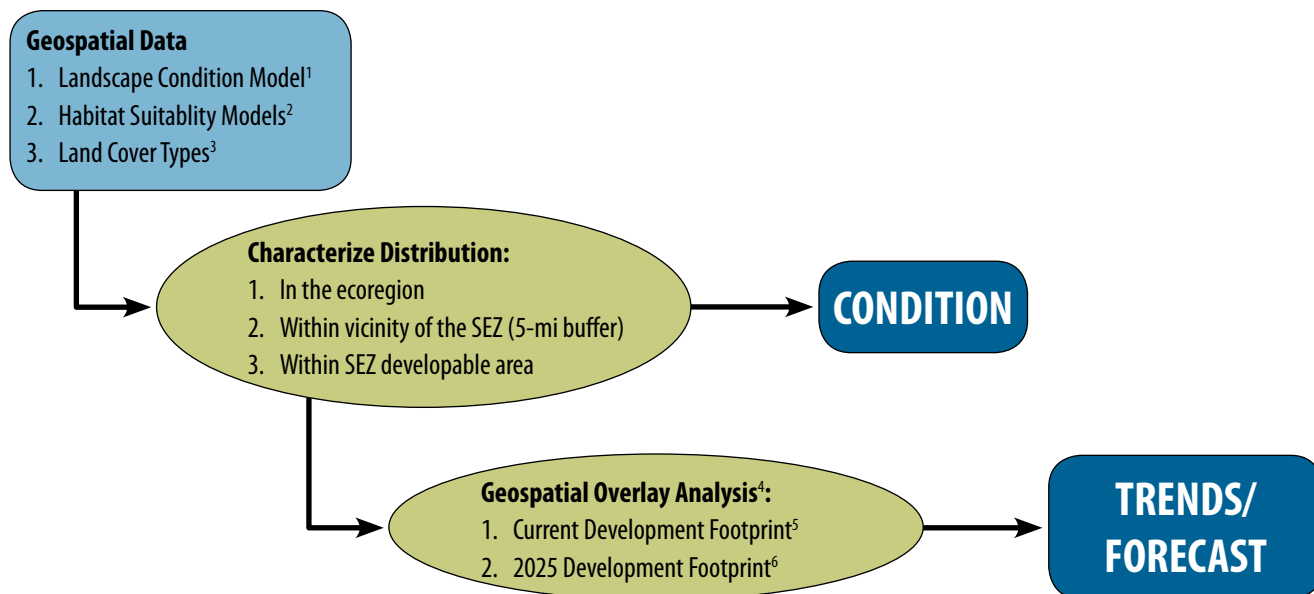 Geospatial Data
1. Landscape Condition Model¹
2. Habitat Suitablity Models²
3. Land Cover Types³
Characterize Distribution:
1. In the ecoregion
2. Within vicinity of the SEZ (5-mi buffer)
3. Within SEZ developable area
CONDITION
Geospatial Overlay Analysis⁴:
1. Current Development Footprint⁵
2. 2025 Development Footprint⁶
TRENDS/
FORECAST